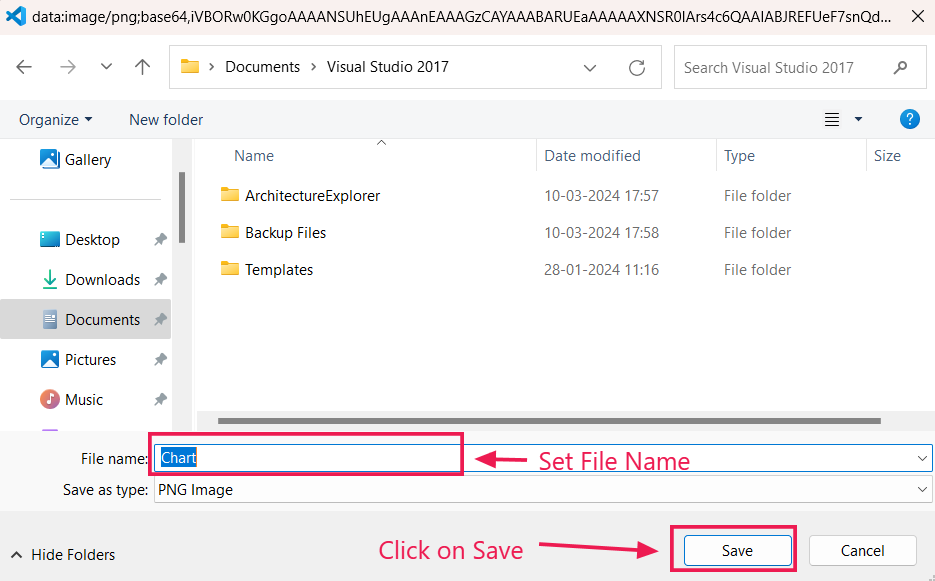 data:image/png;base64,iVBORw0KGgoAAAANSUhEUgAAAnEAAAGzCAYAAABARUEaAAAAAXNSR0IArs4c6QAAIABJREFUeF7snQd...
Documents > Visual Studio 2017
Search Visual Studio 2017
Organize
New folder
?
Name
Date modified
Type
Size
Gallery
Desktop
Downloads
Documents
Pictures
Music
ArchitectureExplorer 10-03-2024 17:57 File folder
Backup Files 10-03-2024 17:58 File folder
Templates 28-01-2024 11:16 File folder
File name: Chart
Set File Name
Save as type: PNG Image
Hide Folders
Click on Save
Save
Cancel